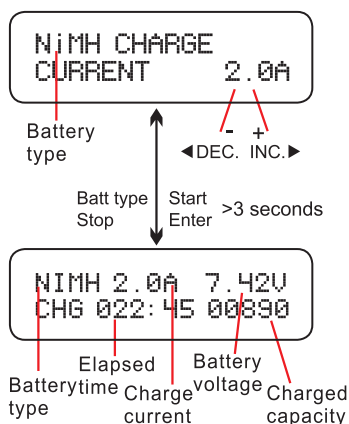 NiMH CHARGE
CURRENT 2.0A
Battery type
- +
◀DEC. INC.▶
Batt type Stop
Start Enter
>3 seconds
NIMH 2.0A 7.42V
CHG 022:45 00890
Battery type
Elapsed time
Charge current
Battery voltage
Charged capacity